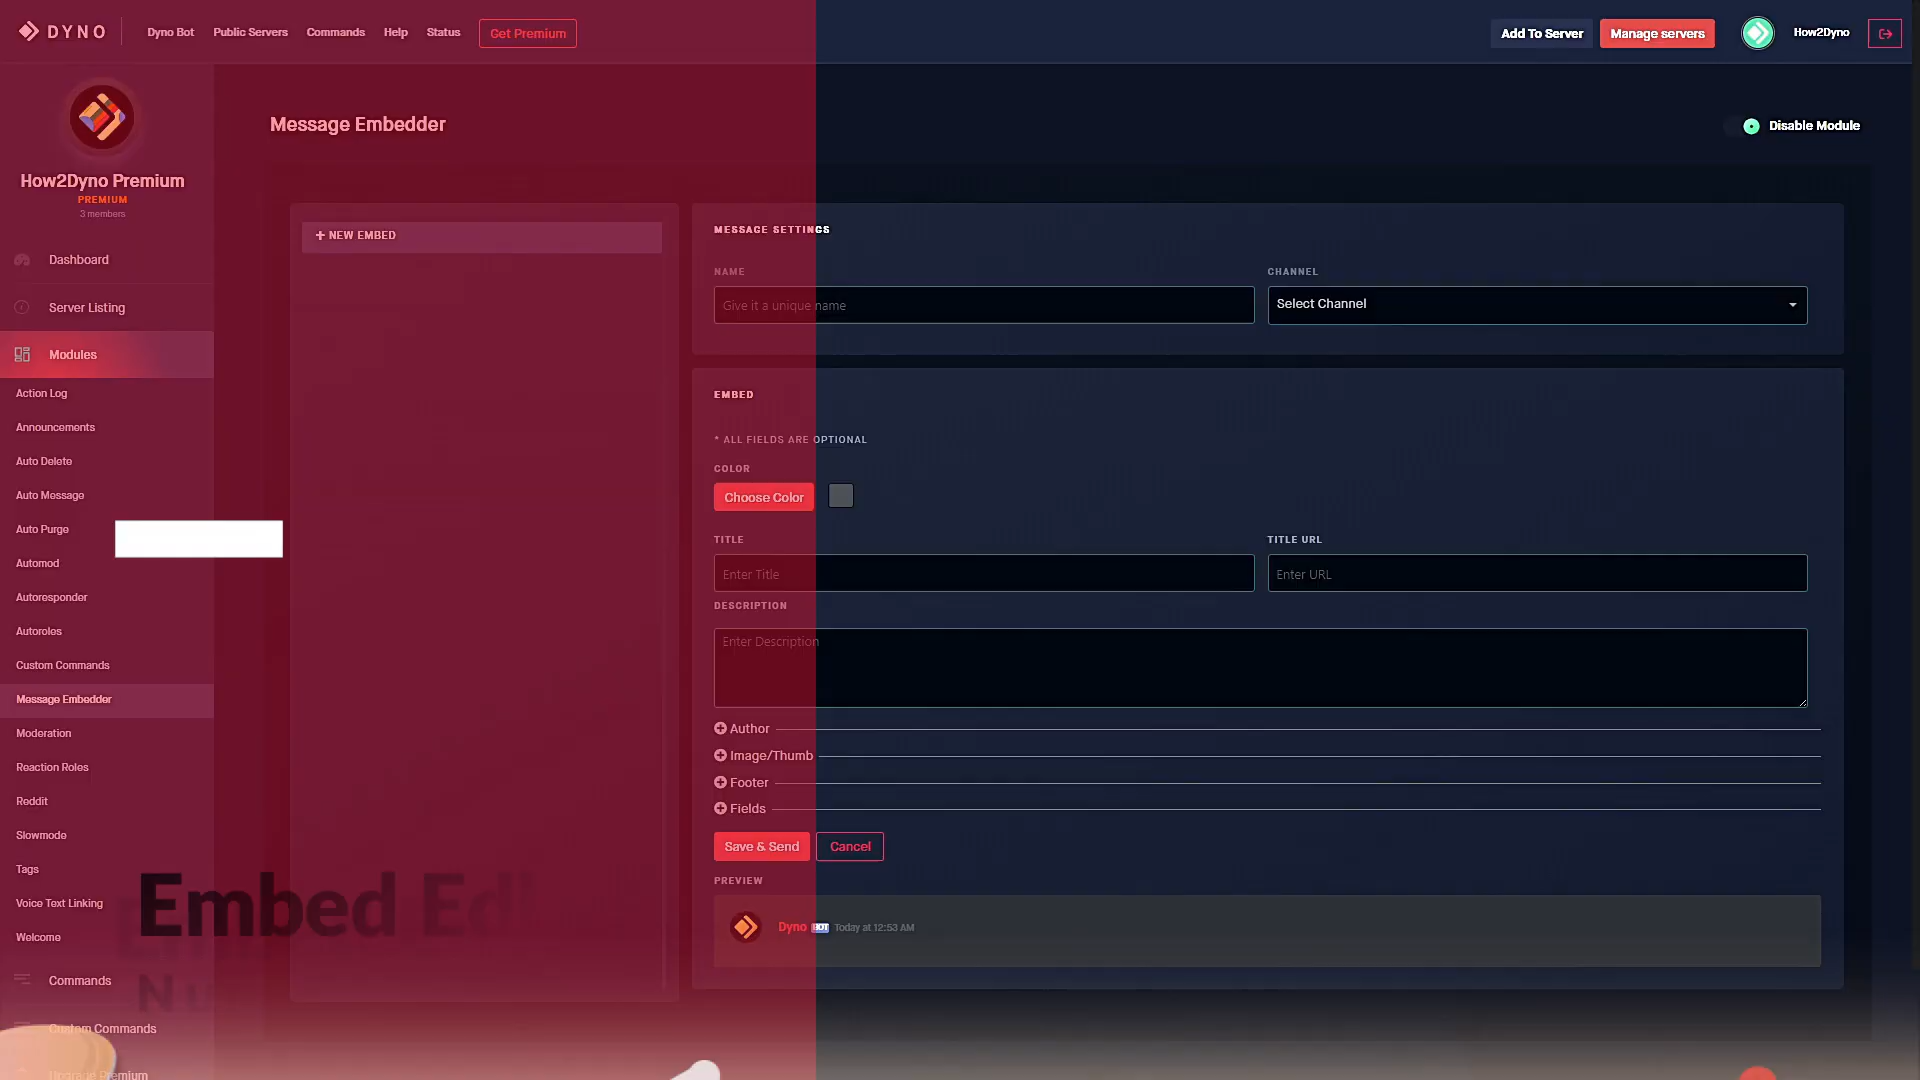 DYNO
Dyno Bot
Public Servers
Commands
Help
Status
Get Premium
Add To Server
Manage servers
How2Dyno
How2Dyno Premium
PREMIUM
3 members
Dashboard
Server Listing
Modules
Action Log
Announcements
Auto Delete
Auto Message
Auto Purge
Automod
Autoresponder
Autoroles
Custom Commands
Message Embedder
Moderation
Reaction Roles
Reddit
Slowmode
Tags
Voice Text Linking
Welcome
Commands
Custom Commands
Upgrade Premium
Message Embedder
Disable Module
+ NEW EMBED
MESSAGE SETTINGS
NAME
Give it a unique name
CHANNEL
Select Channel
EMBED
* ALL FIELDS ARE OPTIONAL
COLOR
Choose Color
TITLE
Enter Title
TITLE URL
Enter URL
DESCRIPTION
Enter Description
Author
Image/Thumb
Footer
Fields
Save & Send
Cancel
PREVIEW
Dyno BOT Today at 12:53 AM
Embed